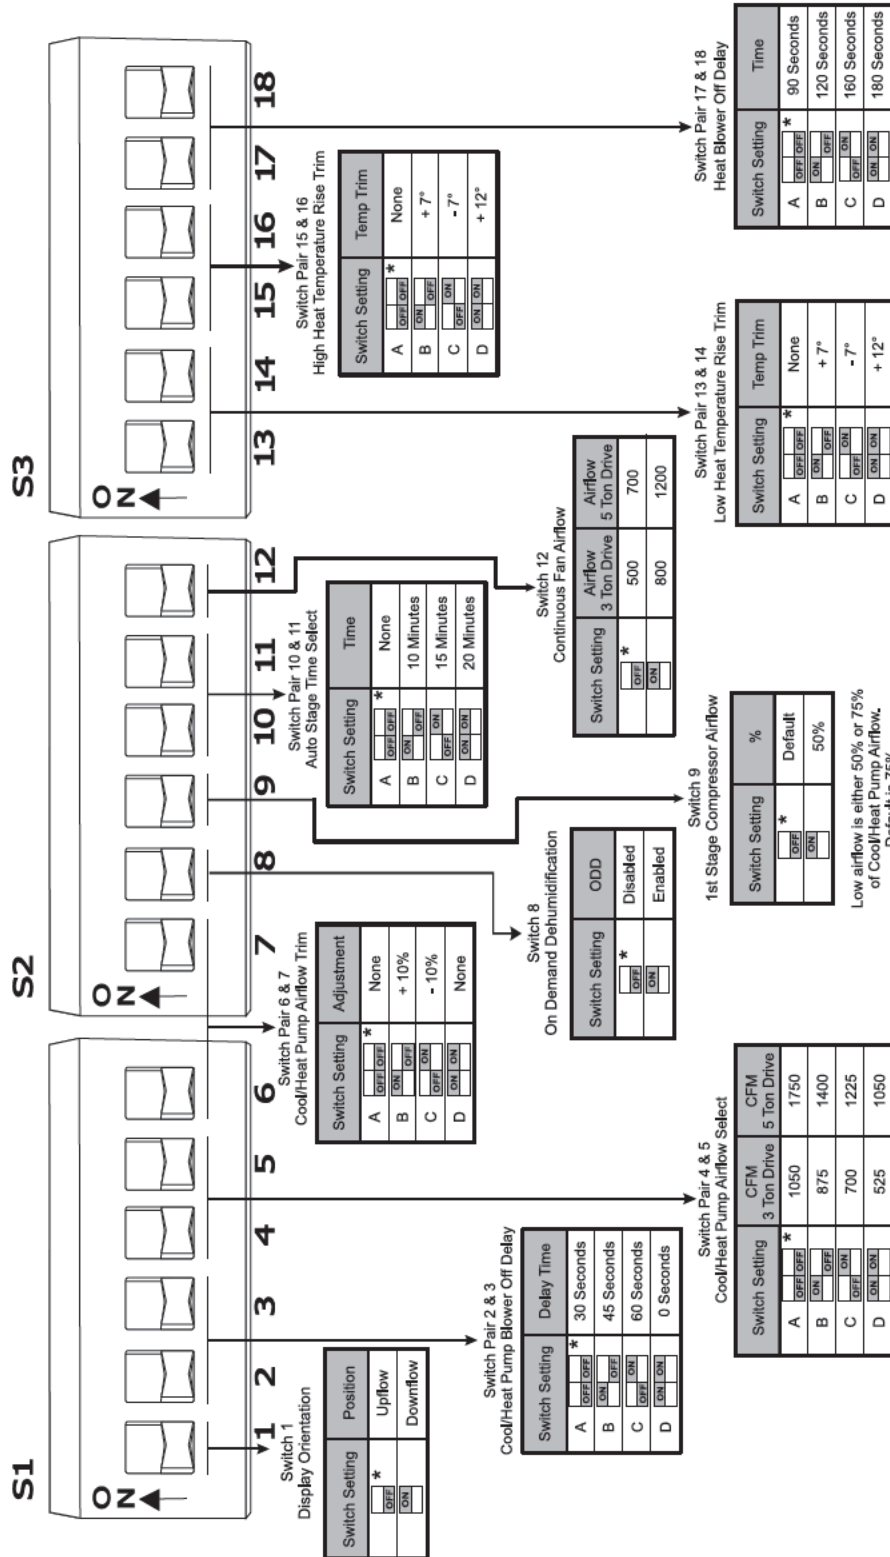 S1
S2
S3
ON
ON
ON
1 2 3 4 5 6
7 8 9 10 11 12
13 14 15 16 17 18
Switch 1
Display Orientation
Switch Setting Position
OFF * Upflow
ON Downflow
Switch Pair 2 & 3
Cool/Heat Pump Blower Off Delay
Switch Setting Delay Time
A OFF OFF * 30 Seconds
B ON OFF 45 Seconds
C OFF ON 60 Seconds
D ON ON 0 Seconds
Switch Pair 4 & 5
Cool/Heat Pump Airflow Select
Switch Setting CFM 3 Ton Drive CFM 5 Ton Drive
A OFF OFF * 1050 1750
B ON OFF 875 1400
C OFF ON 700 1225
D ON ON 525 1050
Switch Pair 6 & 7
Cool/Heat Pump Airflow Trim
Switch Setting Adjustment
A OFF OFF * None
B ON OFF + 10%
C OFF ON - 10%
D ON ON None
Switch 8
On Demand Dehumidification
Switch Setting ODD
OFF * Disabled
ON Enabled
Switch 9
1st Stage Compressor Airflow
Switch Setting %
OFF * Default
ON 50%
Low airflow is either 50% or 75%
of Cool/Heat Pump Airflow.
Default is 75%
Switch Pair 10 & 11
Auto Stage Time Select
Switch Setting Time
A OFF OFF * None
B ON OFF 10 Minutes
C OFF ON 15 Minutes
D ON ON 20 Minutes
Switch 12
Continuous Fan Airflow
Switch Setting Airflow 3 Ton Drive Airflow 5 Ton Drive
OFF * 500 700
ON 800 1200
Switch Pair 13 & 14
Low Heat Temperature Rise Trim
Switch Setting Temp Trim
A OFF OFF * None
B ON OFF + 7°
C OFF ON - 7°
D ON ON + 12°
Switch Pair 15 & 16
High Heat Temperature Rise Trim
Switch Setting Temp Trim
A OFF OFF * None
B ON OFF + 7°
C OFF ON - 7°
D ON ON + 12°
Switch Pair 17 & 18
Heat Blower Off Delay
Switch Setting Time
A OFF OFF * 90 Seconds
B ON OFF 120 Seconds
C OFF ON 160 Seconds
D ON ON 180 Seconds